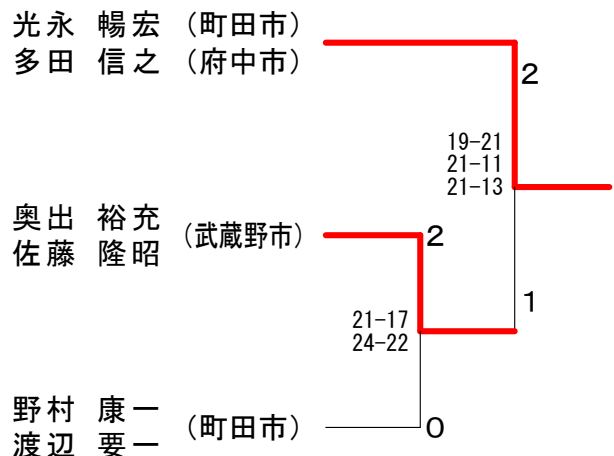 光永 暢宏 (町田市)
多田 信之 (府中市)
2
19-21
21-11
21-13
奥出 裕充
佐藤 隆昭
(武蔵野市)
2
1
21-17
24-22
野村 康一
渡辺 要一
(町田市)
0